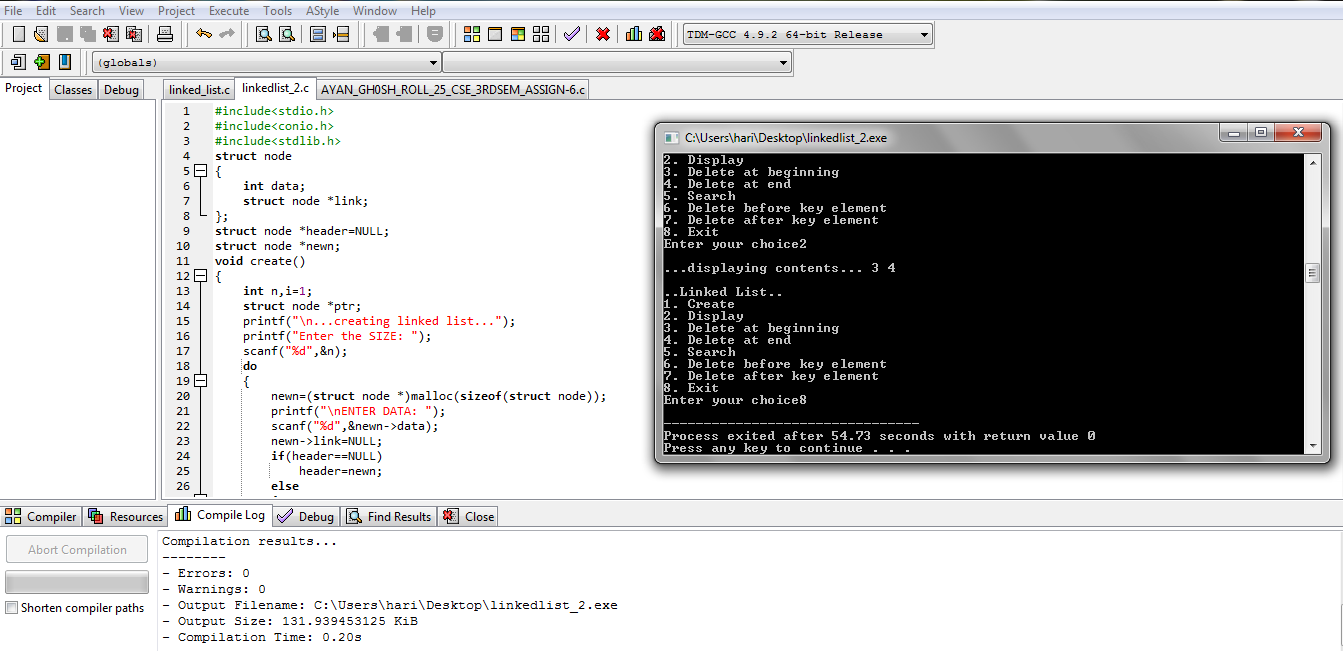 File Edit Search View Project Execute Tools AStyle Window Help
TDM-GCC 4.9.2 64-bit Release
(globals)
Project Classes Debug
linked_list.c linkedlist_2.c AYAN_GH0SH_ROLL_25_CSE_3RDSEM_ASSIGN-6.c
1 #include<stdio.h>
2 #include<conio.h>
3 #include<stdlib.h>
4 struct node
5 {
6 int data;
7 struct node *link;
8 };
9 struct node *header=NULL;
10 struct node *newn;
11 void create()
12 {
13 int n,i=1;
14 struct node *ptr;
15 printf("\n...creating linked list...");
16 printf("Enter the SIZE: ");
17 scanf("%d",&n);
18 do
19 {
20 newn=(struct node *)malloc(sizeof(struct node));
21 printf("\nENTER DATA: ");
22 scanf("%d",&newn->data);
23 newn->link=NULL;
24 if(header==NULL)
25 header=newn;
26 else
C:\Users\hari\Desktop\linkedlist_2.exe
2. Display
3. Delete at beginning
4. Delete at end
5. Search
6. Delete before key element
7. Delete after key element
8. Exit
Enter your choice2
...displaying contents... 3 4
..Linked List..
1. Create
2. Display
3. Delete at beginning
4. Delete at end
5. Search
6. Delete before key element
7. Delete after key element
8. Exit
Enter your choice8
--------------------------------
Process exited after 54.73 seconds with return value 0
Press any key to continue . . .
Compiler Resources Compile Log Debug Find Results Close
Abort Compilation
Shorten compiler paths
Compilation results...
--------
- Errors: 0
- Warnings: 0
- Output Filename: C:\Users\hari\Desktop\linkedlist_2.exe
- Output Size: 131.939453125 KiB
- Compilation Time: 0.20s